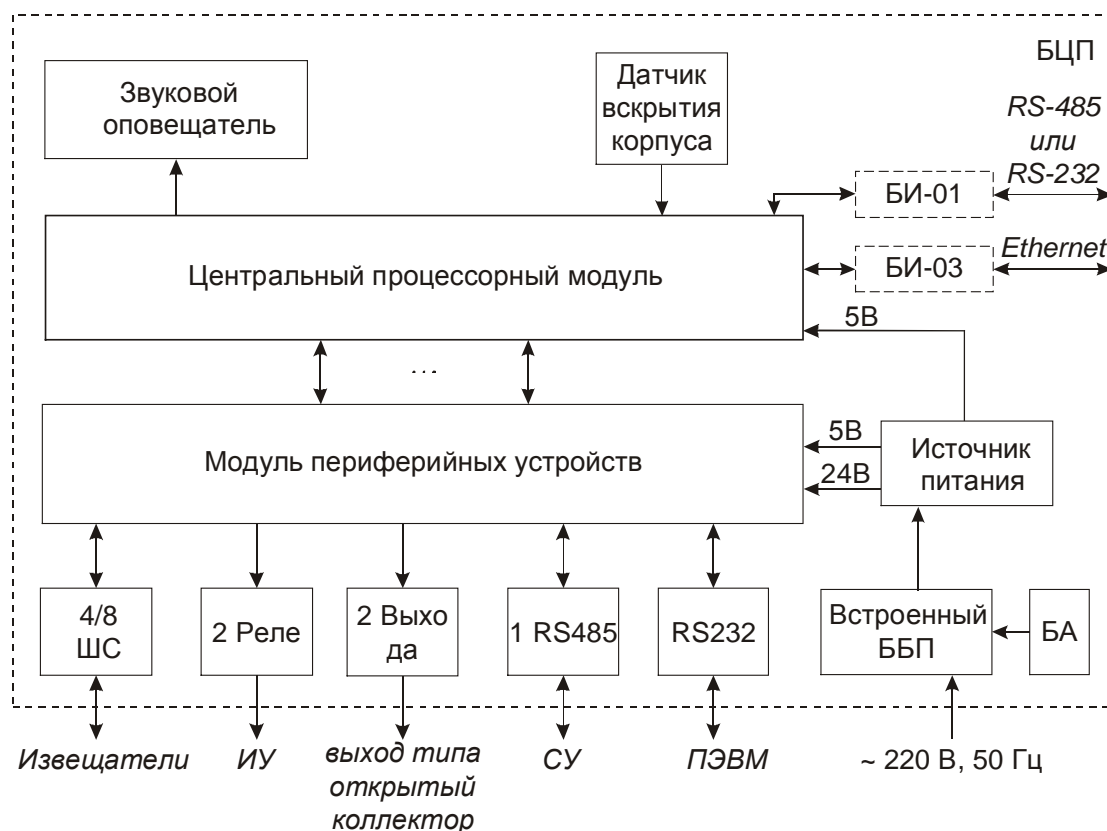 БЦП
Звуковой
оповещатель
Датчик
вскрытия
корпуса
RS-485
или
RS-232
БИ-01
Центральный процессорный модуль
БИ-03
Ethernet
5В
...
Модуль периферийных устройств
5В
24В
Источник
питания
4/8
ШС
2 Реле
2 Выхо
да
1 RS485
RS232
Встроенный
ББП
БА
Извещатели
ИУ
выход типа
открытый
коллектор
СУ
ПЭВМ
~ 220 В, 50 Гц